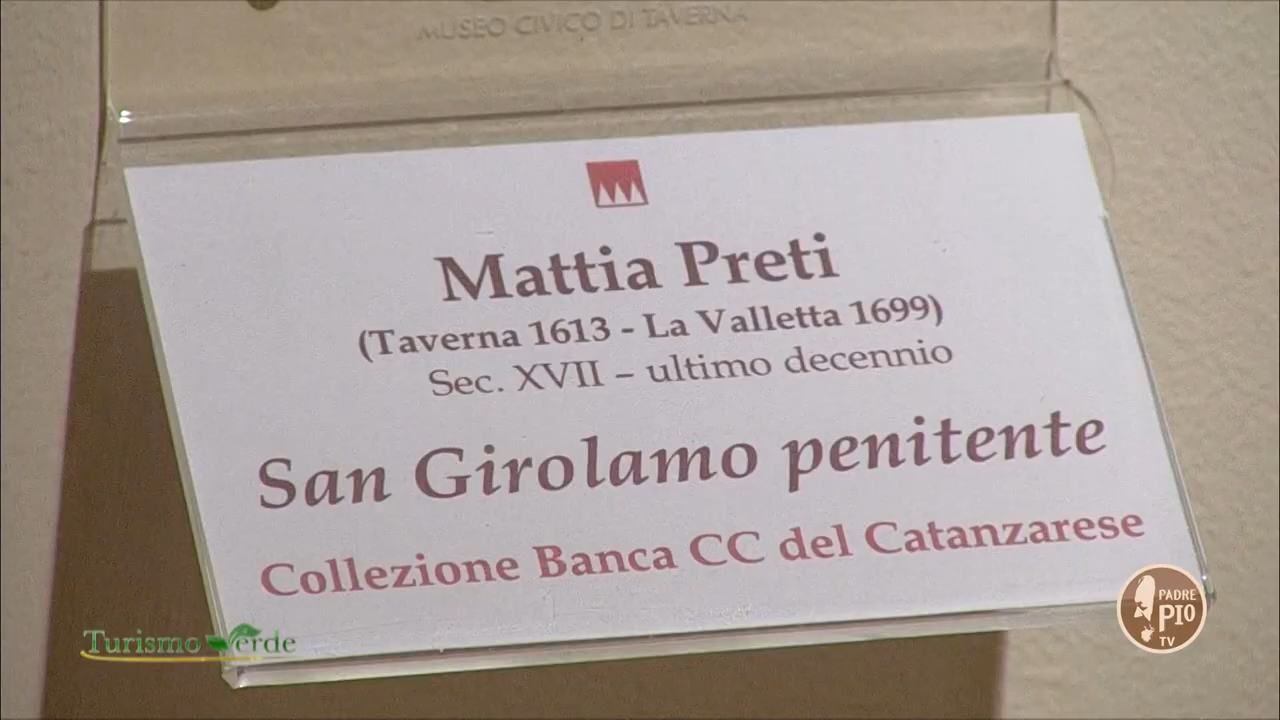 MUSEO CIVICO DI TAVERNA
Mattia Preti
(Taverna 1613 - La Valletta 1699)
Sec. XVII – ultimo decennio
San Girolamo penitente
Collezione Banca CC del Catanzarese
Turismo Verde
PADRE
PIO
TV